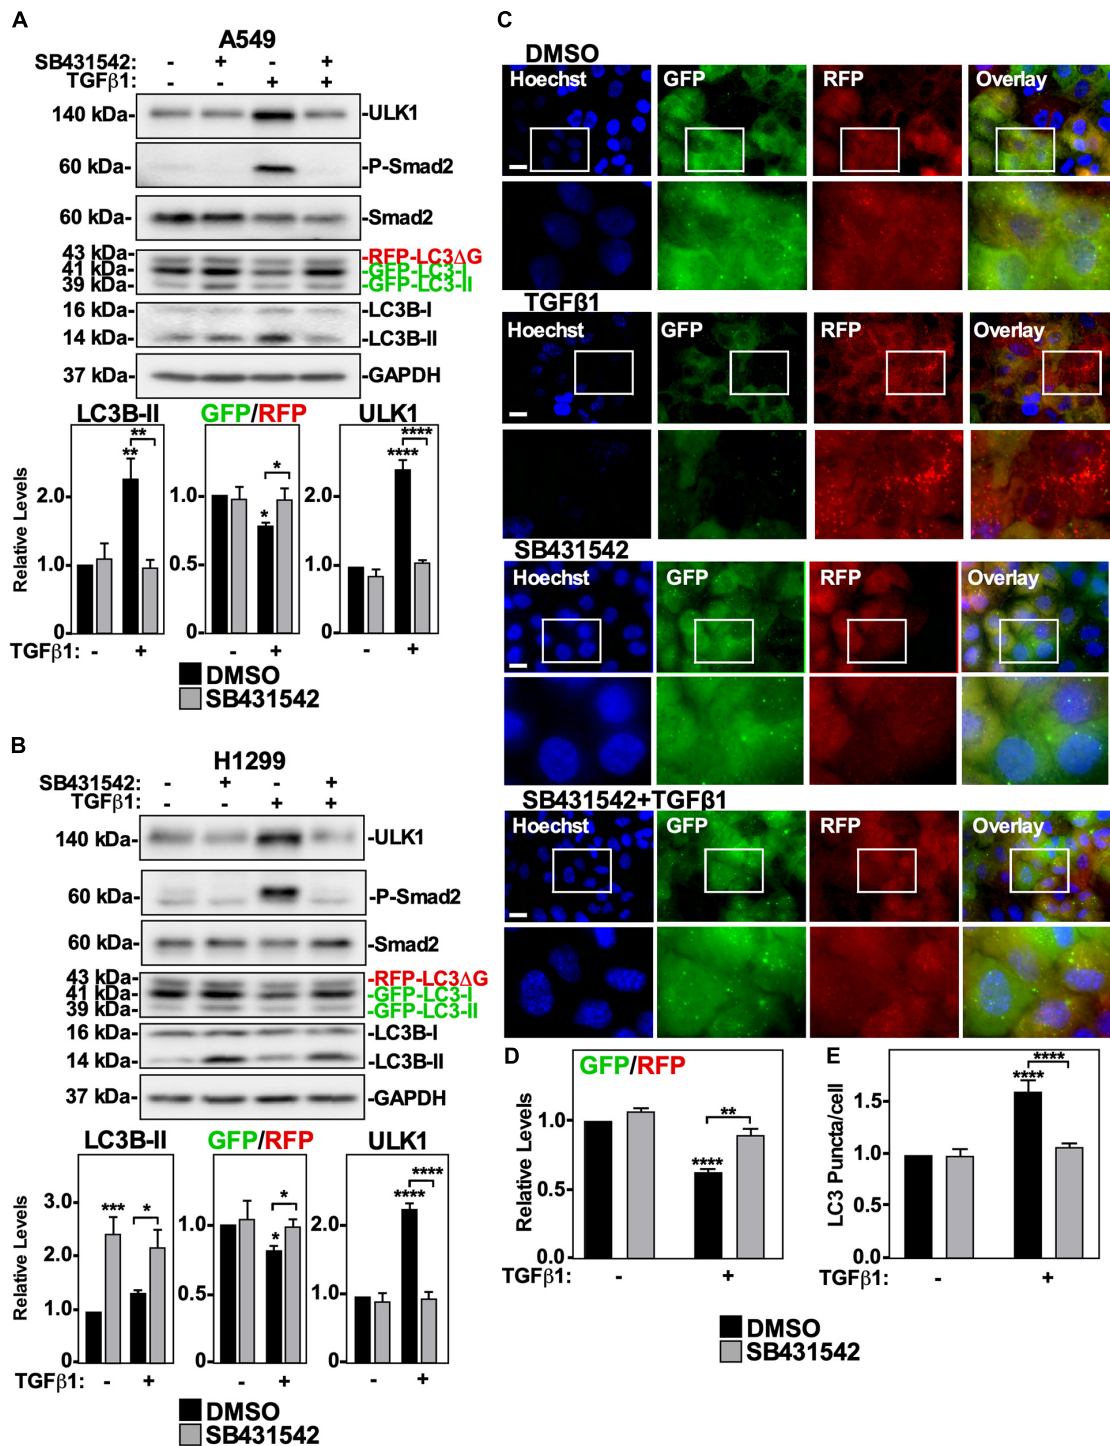 A
A549
SB431542: - + - +
TGFβ1: - - + +
140 kDa- -ULK1
60 kDa- -P-Smad2
60 kDa- -Smad2
43 kDa- -RFP-LC3ΔG
41 kDa- -GFP-LC3-I
39 kDa- -GFP-LC3-II
16 kDa- -LC3B-I
14 kDa- -LC3B-II
37 kDa- -GAPDH
LC3B-II GFP/RFP ULK1
Relative Levels
2.0 1.0 0
** **
1.0 0.5 0
* *
2.0 1.0 0
**** ****
TGFβ1: - + - + - +
DMSO
SB431542
B
H1299
SB431542: - + - +
TGFβ1: - - + +
140 kDa- -ULK1
60 kDa- -P-Smad2
60 kDa- -Smad2
43 kDa- -RFP-LC3ΔG
41 kDa- -GFP-LC3-I
39 kDa- -GFP-LC3-II
16 kDa- -LC3B-I
14 kDa- -LC3B-II
37 kDa- -GAPDH
LC3B-II GFP/RFP ULK1
Relative Levels
3.0 2.0 1.0 0
*** *
1.0 0.5 0
* *
2.0 1.0 0
**** ****
TGFβ1: - + - + - +
DMSO
SB431542
C
DMSO
Hoechst GFP RFP Overlay
TGFβ1
Hoechst GFP RFP Overlay
SB431542
Hoechst GFP RFP Overlay
SB431542+TGFβ1
Hoechst GFP RFP Overlay
D
GFP/RFP
Relative Levels
1.0
0.5
0.0
**** **
TGFβ1: - +
E
LC3 Puncta/cell
1.5
1.0
0.5
0.0
**** ****
TGFβ1: - +
DMSO
SB431542